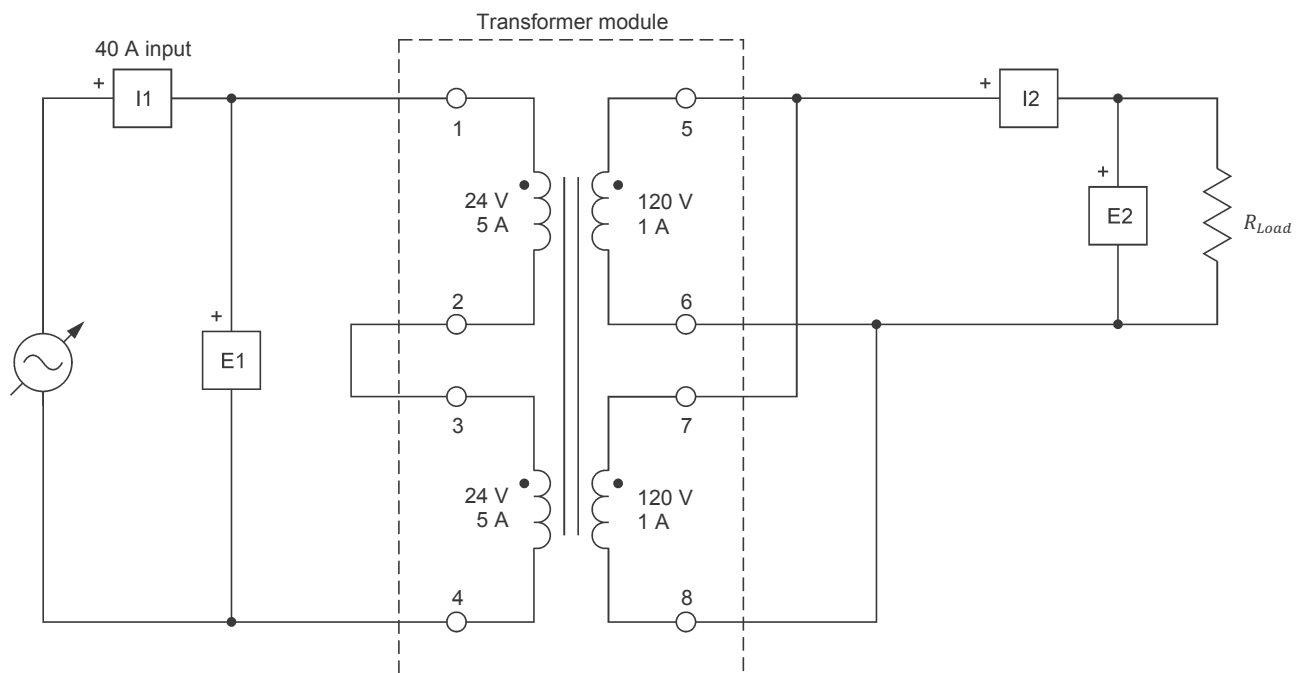 Transformer module
40 A input
+
I1
+
I2
1
5
24 V
5 A
120 V
1 A
+
E2
R_Load
2
6
+
E1
3
7
24 V
5 A
120 V
1 A
4
8